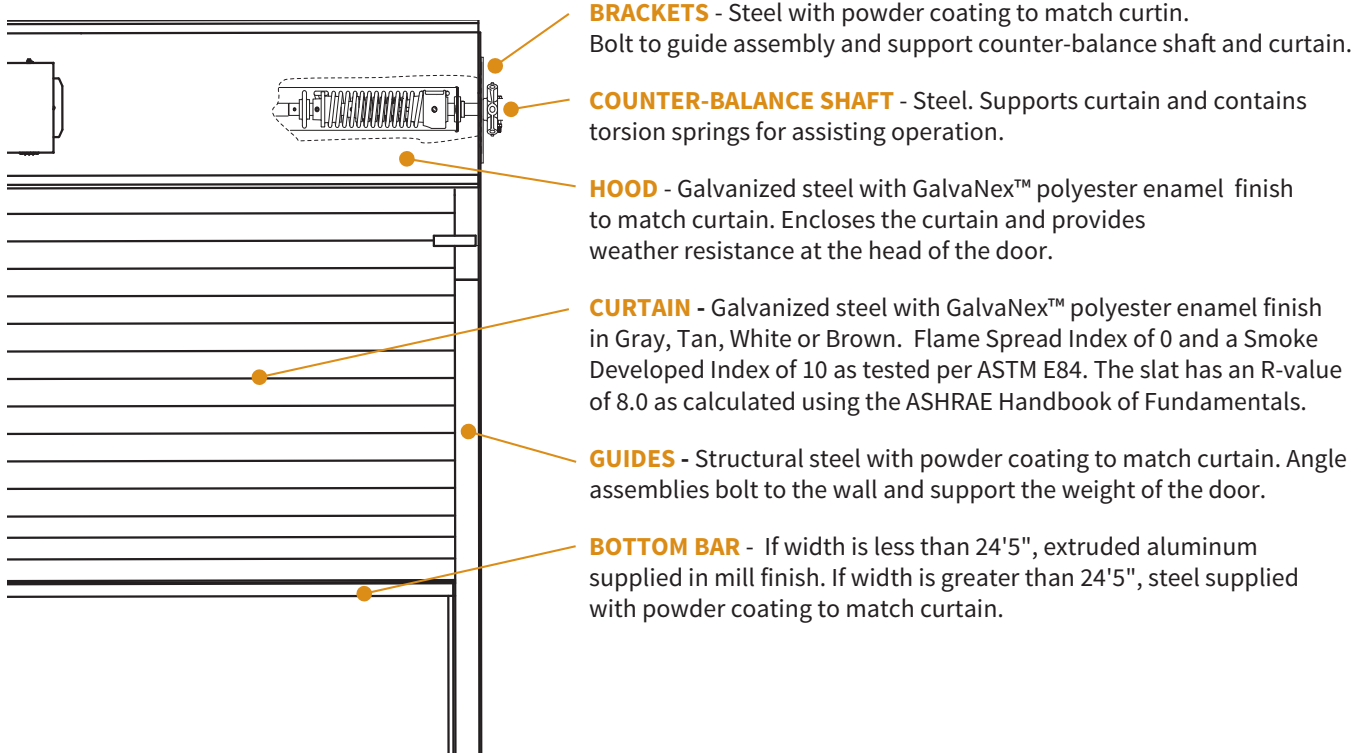 BRACKETS - Steel with powder coating to match curtin.
Bolt to guide assembly and support counter-balance shaft and curtain.
COUNTER-BALANCE SHAFT - Steel. Supports curtain and contains
torsion springs for assisting operation.
HOOD - Galvanized steel with GalvaNex™ polyester enamel finish
to match curtain. Encloses the curtain and provides
weather resistance at the head of the door.
CURTAIN - Galvanized steel with GalvaNex™ polyester enamel finish
in Gray, Tan, White or Brown. Flame Spread Index of 0 and a Smoke
Developed Index of 10 as tested per ASTM E84. The slat has an R-value
of 8.0 as calculated using the ASHRAE Handbook of Fundamentals.
GUIDES - Structural steel with powder coating to match curtain. Angle
assemblies bolt to the wall and support the weight of the door.
BOTTOM BAR - If width is less than 24'5", extruded aluminum
supplied in mill finish. If width is greater than 24'5", steel supplied
with powder coating to match curtain.